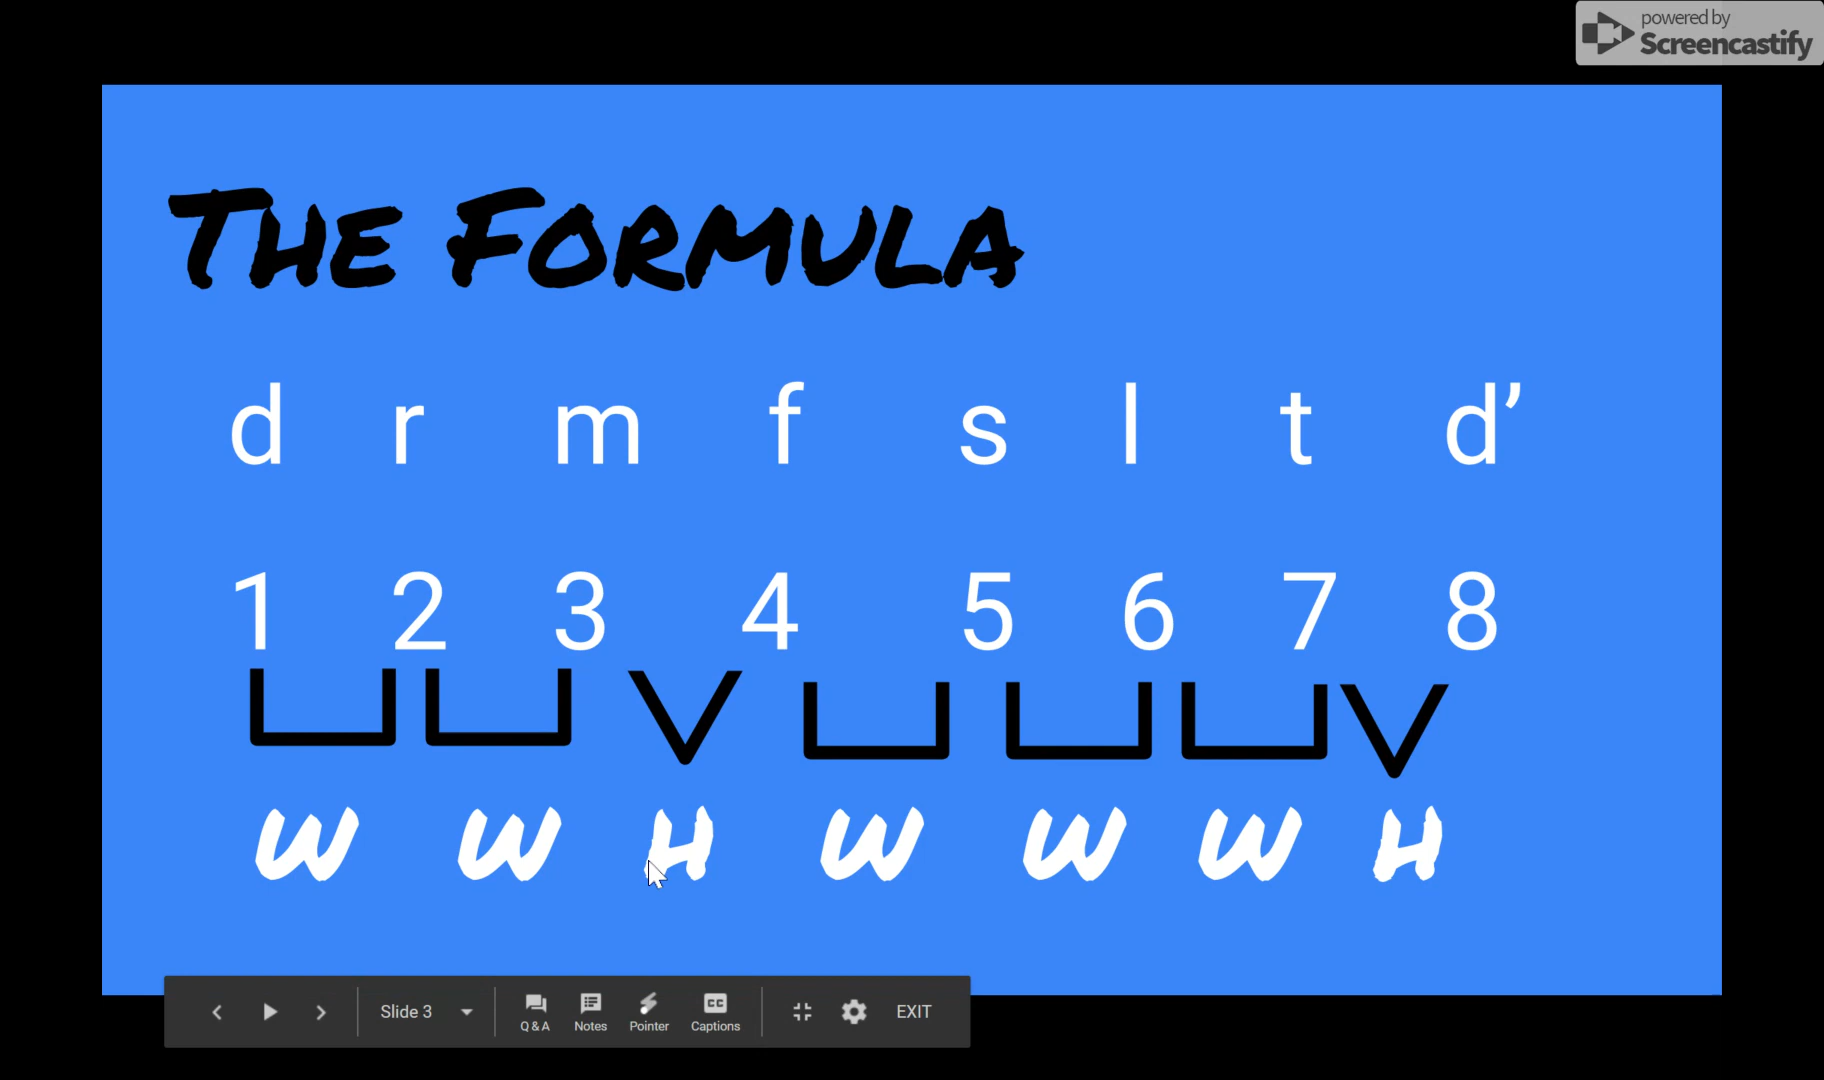 powered by
Screencastify
THE FORMULA
d r m f s l t d’
1 2 3 4 5 6 7 8
W W H W W W H
Slide 3 Q & A Notes Pointer Captions EXIT